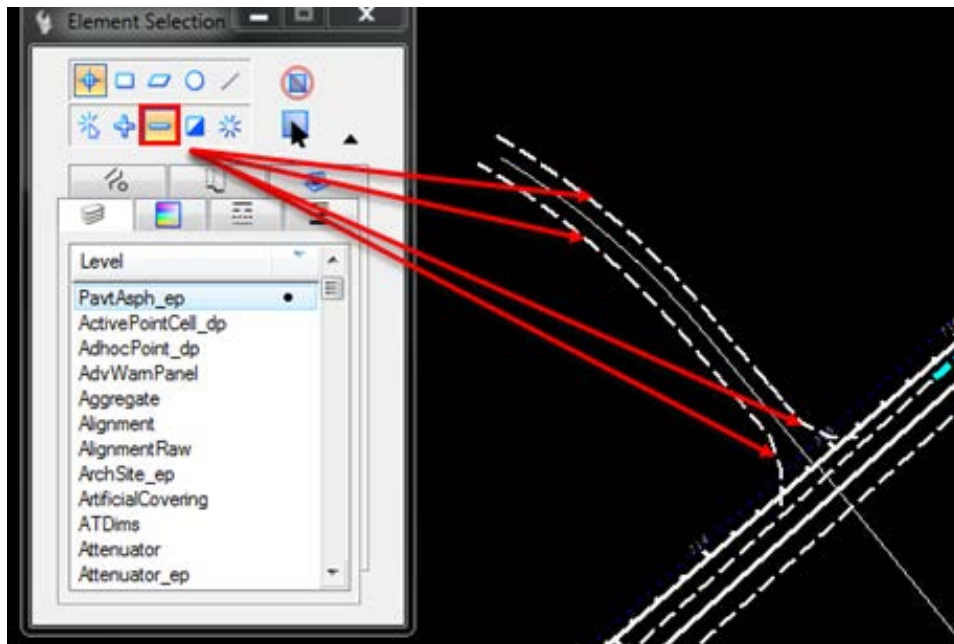 Element Selection
Level
PavtAsph_ep
ActivePointCell_dp
AdhocPoint_dp
AdvWarnPanel
Aggregate
Alignment
AlignmentRaw
ArchSite_ep
ArtificialCovering
ATDims
Attenuator
Attenuator_ep